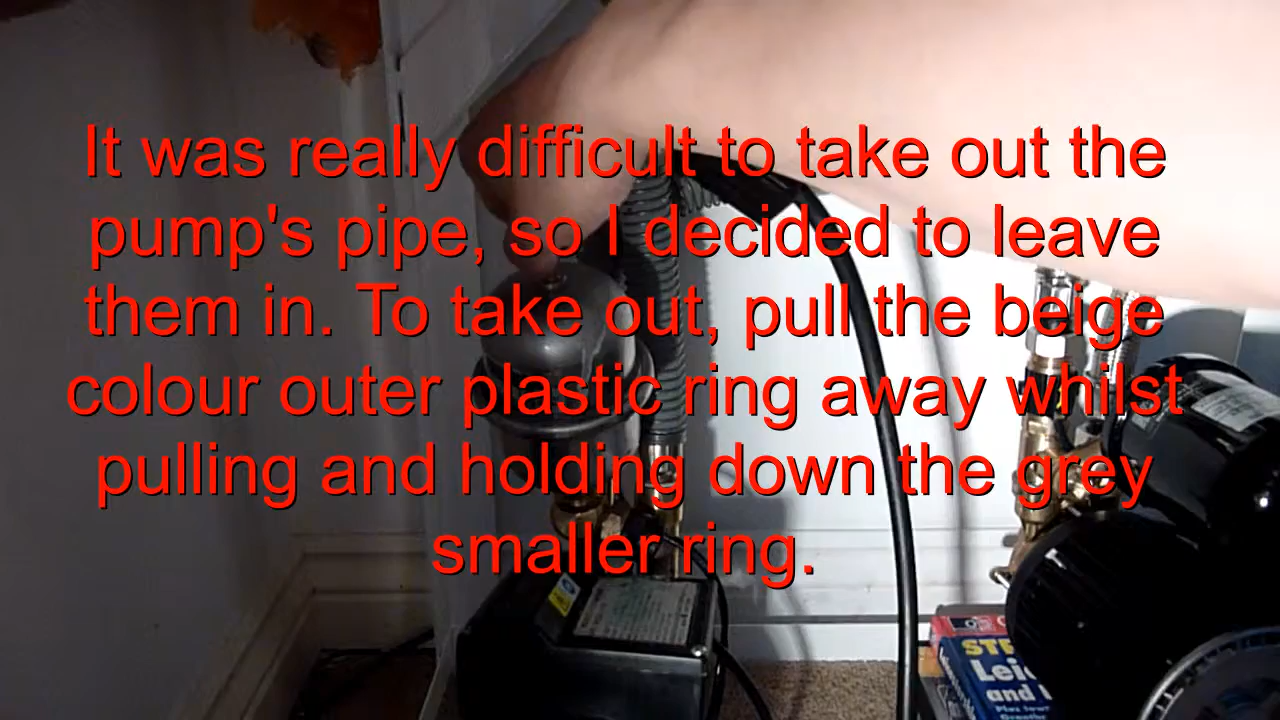 It was really difficult to take out the
pump's pipe, so I decided to leave
them in. To take out, pull the beige
colour outer plastic ring away whilst
pulling and holding down the grey
smaller ring.
and